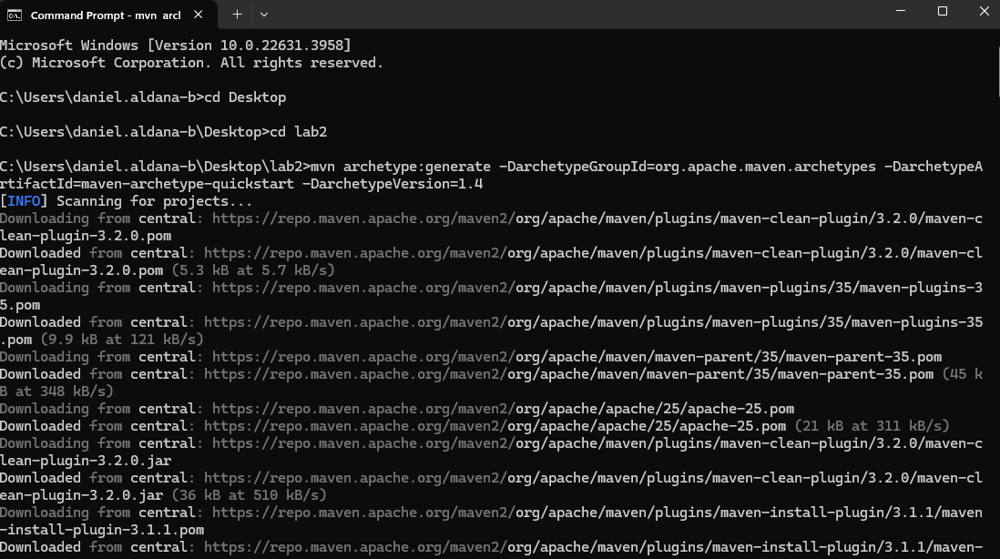 Command Prompt - mvn arcl
Microsoft Windows [Version 10.0.22631.3958]
(c) Microsoft Corporation. All rights reserved.
C:\Users\daniel.aldana-b>cd Desktop
C:\Users\daniel.aldana-b\Desktop>cd lab2
C:\Users\daniel.aldana-b\Desktop\lab2>mvn archetype:generate -DarchetypeGroupId=org.apache.maven.archetypes -DarchetypeA
rtifactId=maven-archetype-quickstart -DarchetypeVersion=1.4
[INFO] Scanning for projects...
Downloading from central: https://repo.maven.apache.org/maven2/org/apache/maven/plugins/maven-clean-plugin/3.2.0/maven-c
lean-plugin-3.2.0.pom
Downloaded from central: https://repo.maven.apache.org/maven2/org/apache/maven/plugins/maven-clean-plugin/3.2.0/maven-cl
ean-plugin-3.2.0.pom (5.3 kB at 5.7 kB/s)
Downloading from central: https://repo.maven.apache.org/maven2/org/apache/maven/plugins/maven-plugins/35/maven-plugins-3
5.pom
Downloaded from central: https://repo.maven.apache.org/maven2/org/apache/maven/plugins/maven-plugins/35/maven-plugins-35
.pom (9.9 kB at 121 kB/s)
Downloading from central: https://repo.maven.apache.org/maven2/org/apache/maven/maven-parent/35/maven-parent-35.pom
Downloaded from central: https://repo.maven.apache.org/maven2/org/apache/maven/maven-parent/35/maven-parent-35.pom (45 k
B at 348 kB/s)
Downloading from central: https://repo.maven.apache.org/maven2/org/apache/apache/25/apache-25.pom
Downloaded from central: https://repo.maven.apache.org/maven2/org/apache/apache/25/apache-25.pom (21 kB at 311 kB/s)
Downloading from central: https://repo.maven.apache.org/maven2/org/apache/maven/plugins/maven-clean-plugin/3.2.0/maven-c
lean-plugin-3.2.0.jar
Downloaded from central: https://repo.maven.apache.org/maven2/org/apache/maven/plugins/maven-clean-plugin/3.2.0/maven-cl
ean-plugin-3.2.0.jar (36 kB at 510 kB/s)
Downloading from central: https://repo.maven.apache.org/maven2/org/apache/maven/plugins/maven-install-plugin/3.1.1/maven
-install-plugin-3.1.1.pom
Downloaded from central: https://repo.maven.apache.org/maven2/org/apache/maven/plugins/maven-install-plugin/3.1.1/maven-